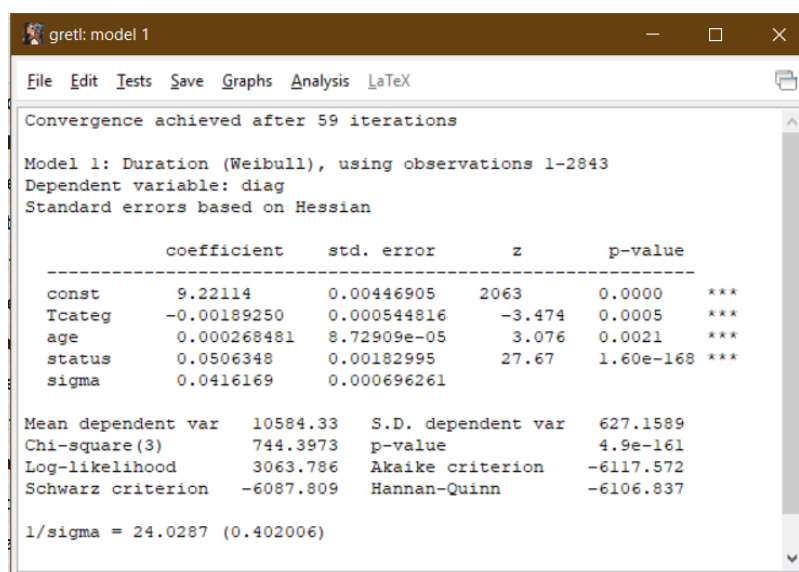 gretl: model 1
File Edit Tests Save Graphs Analysis LaTeX
Convergence achieved after 59 iterations
Model 1: Duration (Weibull), using observations 1-2843
Dependent variable: diag
Standard errors based on Hessian
coefficient std. error z p-value
---------------------------------------------------------------
const 9.22114 0.00446905 2063 0.0000 ***
Tcateg −0.00189250 0.000544816 −3.474 0.0005 ***
age 0.000268481 8.72909e-05 3.076 0.0021 ***
status 0.0506348 0.00182995 27.67 1.60e-168 ***
sigma 0.0416169 0.000696261
Mean dependent var 10584.33 S.D. dependent var 627.1589
Chi-square(3) 744.3973 p-value 4.9e-161
Log-likelihood 3063.786 Akaike criterion −6117.572
Schwarz criterion −6087.809 Hannan-Quinn −6106.837
1/sigma = 24.0287 (0.402006)